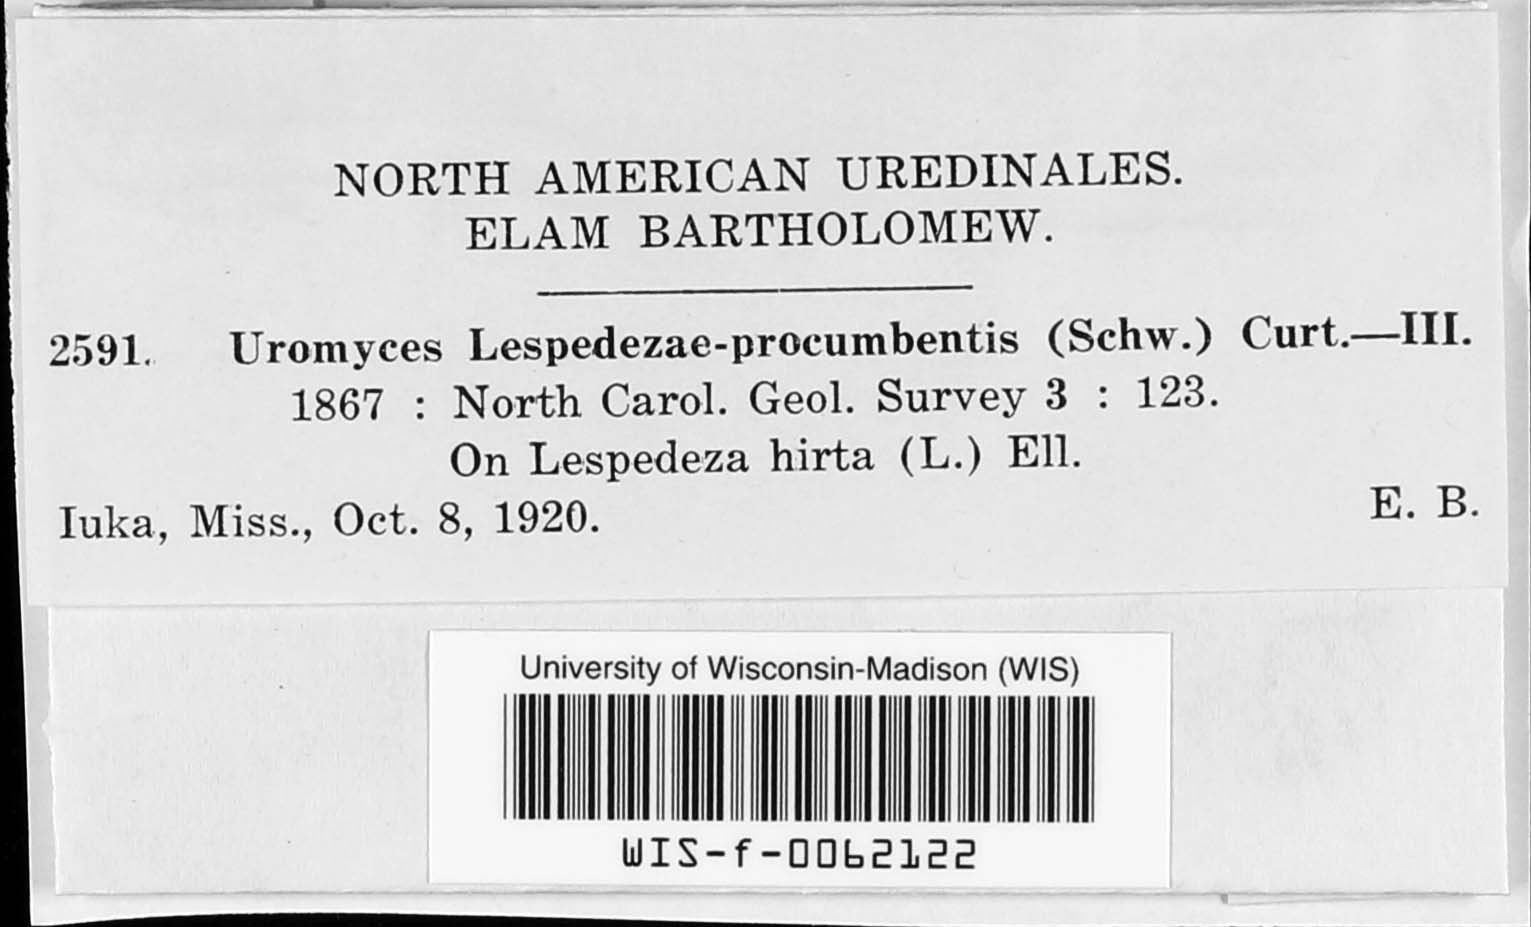 NORTH AMERICAN UREDINALES.
ELAM BARTHOLOMEW.
2591. Uromyces Lespedezae-procumbentis (Schw.) Curt.—III.
1867 : North Carol. Geol. Survey 3 : 123.
On Lespedeza hirta (L.) Ell.
Iuka, Miss., Oct. 8, 1920. E. B.
University of Wisconsin-Madison (WIS)
WIS-f-0062122